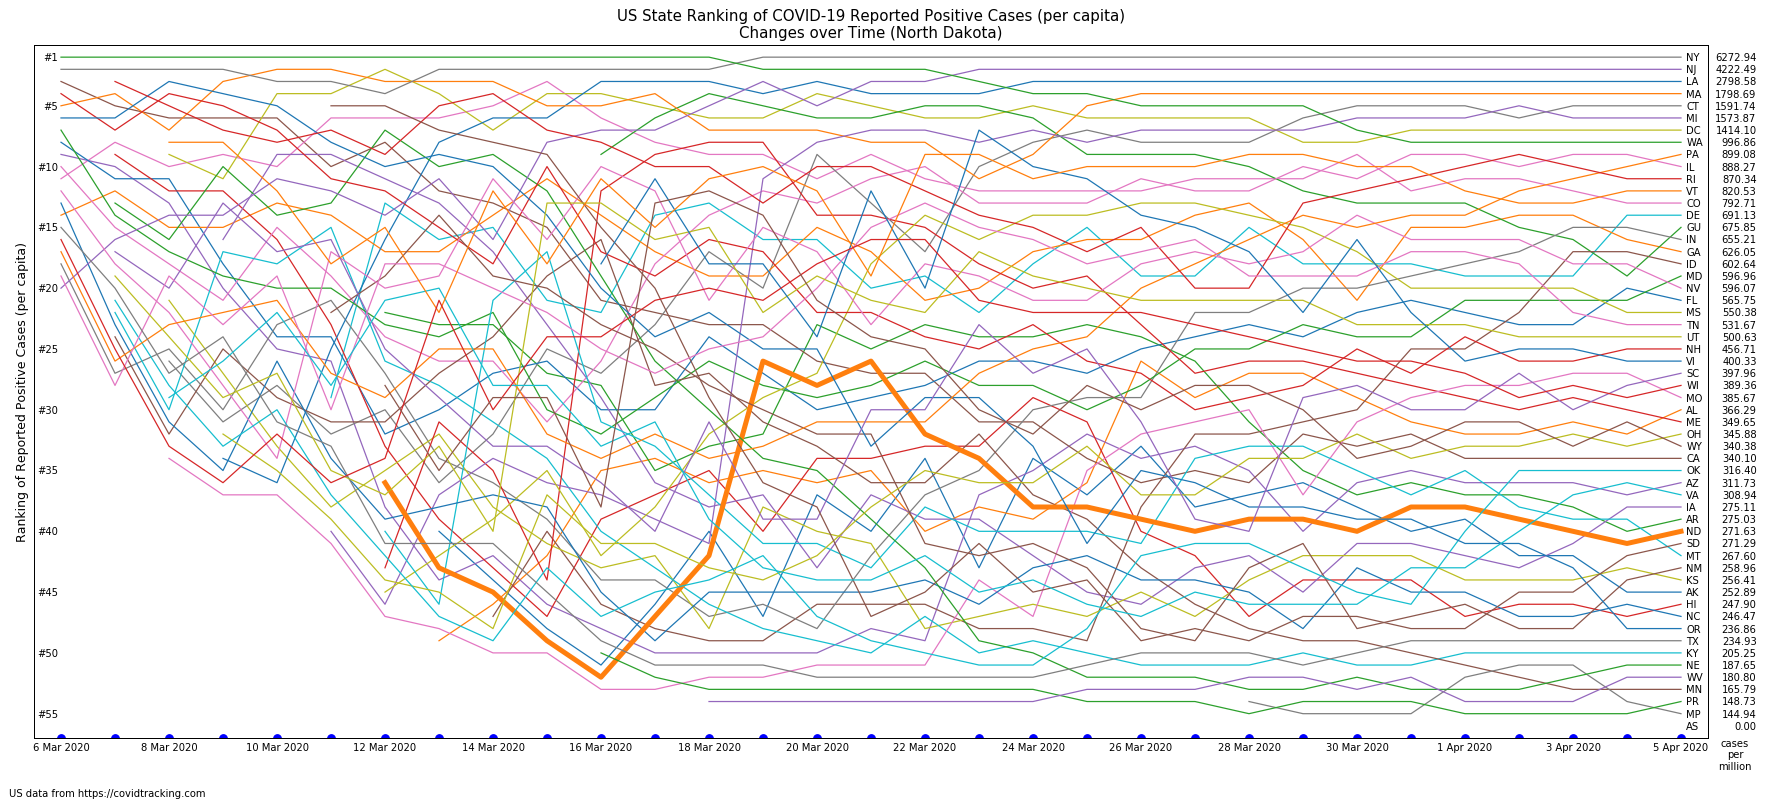 US State Ranking of COVID-19 Reported Positive Cases (per capita)
Changes over Time (North Dakota)
Ranking of Reported Positive Cases (per capita)
#1
#5
#10
#15
#20
#25
#30
#35
#40
#45
#50
#55
NY 6272.94
NJ 4222.49
LA 2798.58
MA 1798.69
CT 1591.74
MI 1573.87
DC 1414.10
WA 996.86
PA 899.08
IL 888.27
RI 870.34
VT 820.53
CO 792.71
DE 691.13
GU 675.85
IN 655.21
GA 626.05
ID 602.64
MD 596.96
NV 596.07
FL 565.75
MS 550.38
TN 531.67
UT 500.63
NH 456.71
VI 400.33
SC 397.96
WI 389.36
MO 385.67
AL 366.29
ME 349.65
OH 345.88
WY 340.38
CA 340.10
OK 316.40
AZ 311.73
VA 308.94
IA 275.11
AR 275.03
ND 271.63
SD 271.29
MT 267.60
NM 258.96
KS 256.41
AK 252.89
HI 247.90
NC 246.47
OR 236.86
TX 234.93
KY 205.25
NE 187.65
WV 180.80
MN 165.79
PR 148.73
MP 144.94
AS 0.00
6 Mar 2020 8 Mar 2020 10 Mar 2020 12 Mar 2020 14 Mar 2020 16 Mar 2020 18 Mar 2020 20 Mar 2020 22 Mar 2020 24 Mar 2020 26 Mar 2020 28 Mar 2020 30 Mar 2020 1 Apr 2020 3 Apr 2020 5 Apr 2020
cases
per
million
US data from https://covidtracking.com